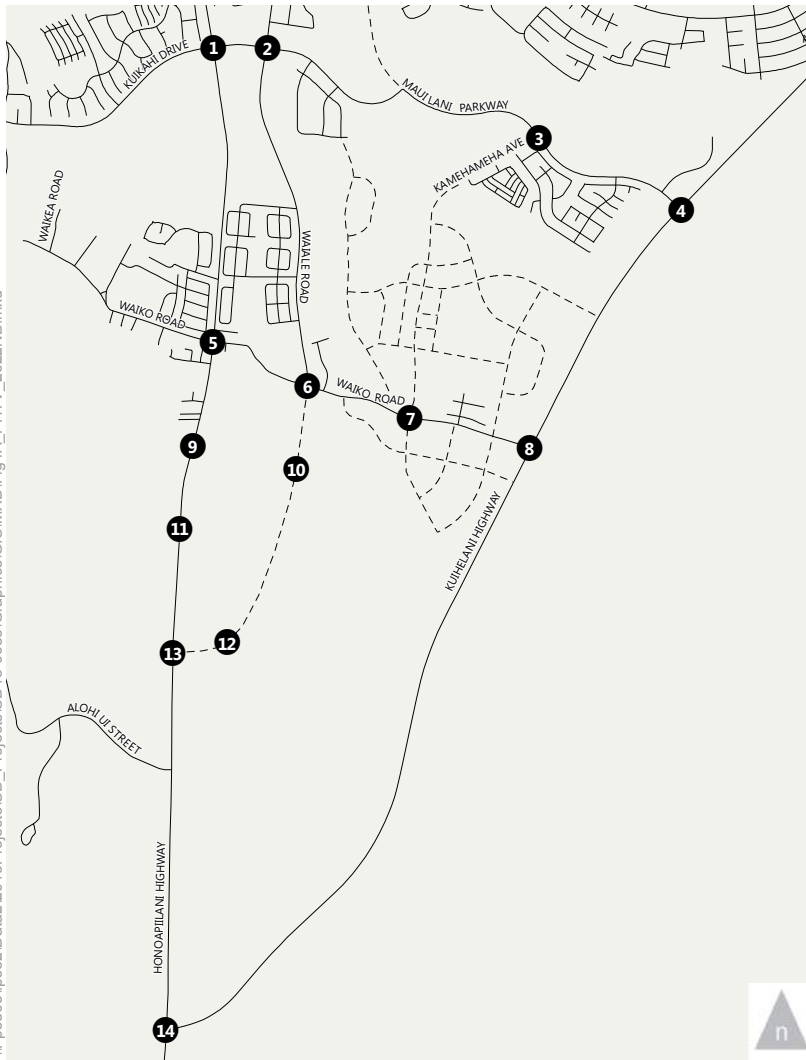 1
2
KUIKAHI DRIVE
MAUI LANI PARKWAY
3
KAMEHAMEHA AVE
4
WAIKEA ROAD
WAIALE ROAD
WAIKO ROAD
5
6
WAIKO ROAD
7
8
9
10
KUIHELANI HIGHWAY
11
12
13
ALOHI UI STREET
HONOAPIILANI HIGHWAY
14
n